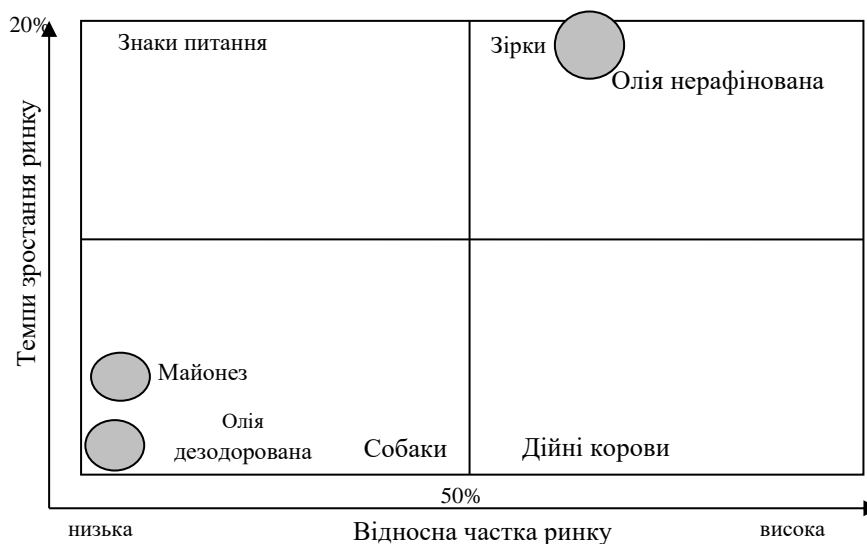 20%
Знаки питання
Зірки
Олія нерафінована
Темпи зростання ринку
Майонез
Олія
дезодорована
Собаки
Дійні корови
50%
низька
Відносна частка ринку
висока